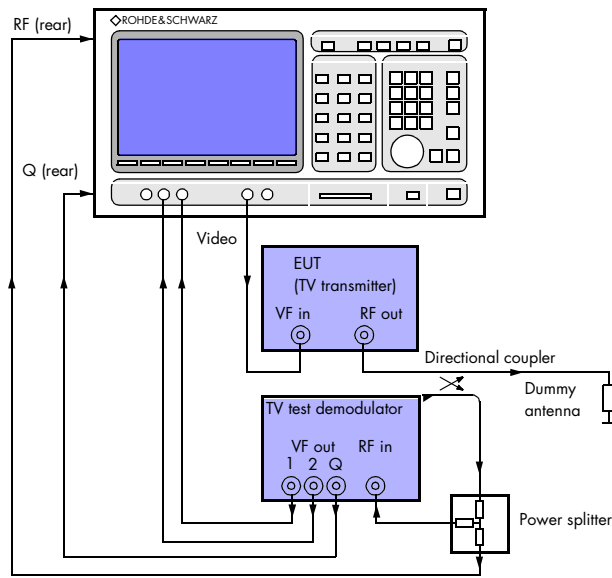 RF (rear)
ROHDE&SCHWARZ
Q (rear)
Video
EUT
(TV transmitter)
VF in RF out
Directional coupler
Dummy
antenna
TV test demodulator
VF out RF in
1 2 Q
Power splitter